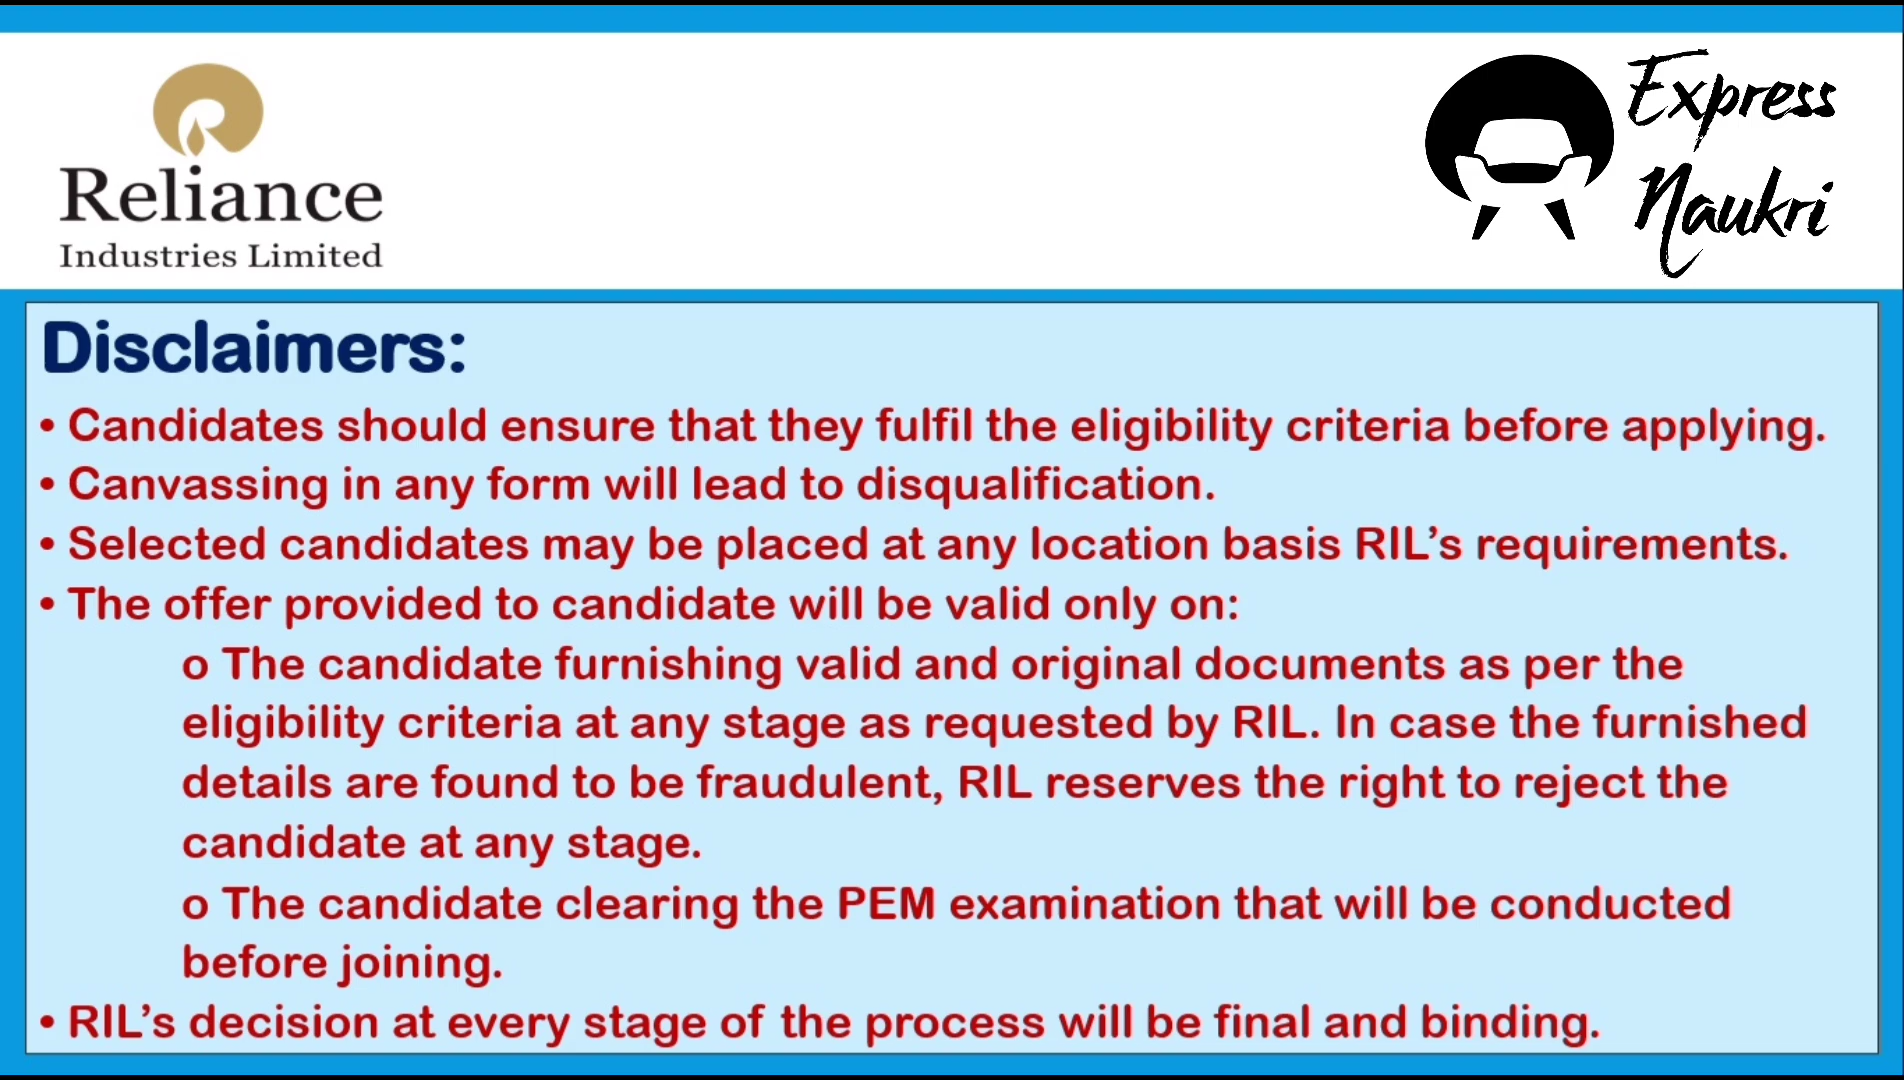 Reliance
Industries Limited
Express
Naukri
Disclaimers:
• Candidates should ensure that they fulfil the eligibility criteria before applying.
• Canvassing in any form will lead to disqualification.
• Selected candidates may be placed at any location basis RIL’s requirements.
• The offer provided to candidate will be valid only on:
o The candidate furnishing valid and original documents as per the
eligibility criteria at any stage as requested by RIL. In case the furnished
details are found to be fraudulent, RIL reserves the right to reject the
candidate at any stage.
o The candidate clearing the PEM examination that will be conducted
before joining.
• RIL’s decision at every stage of the process will be final and binding.